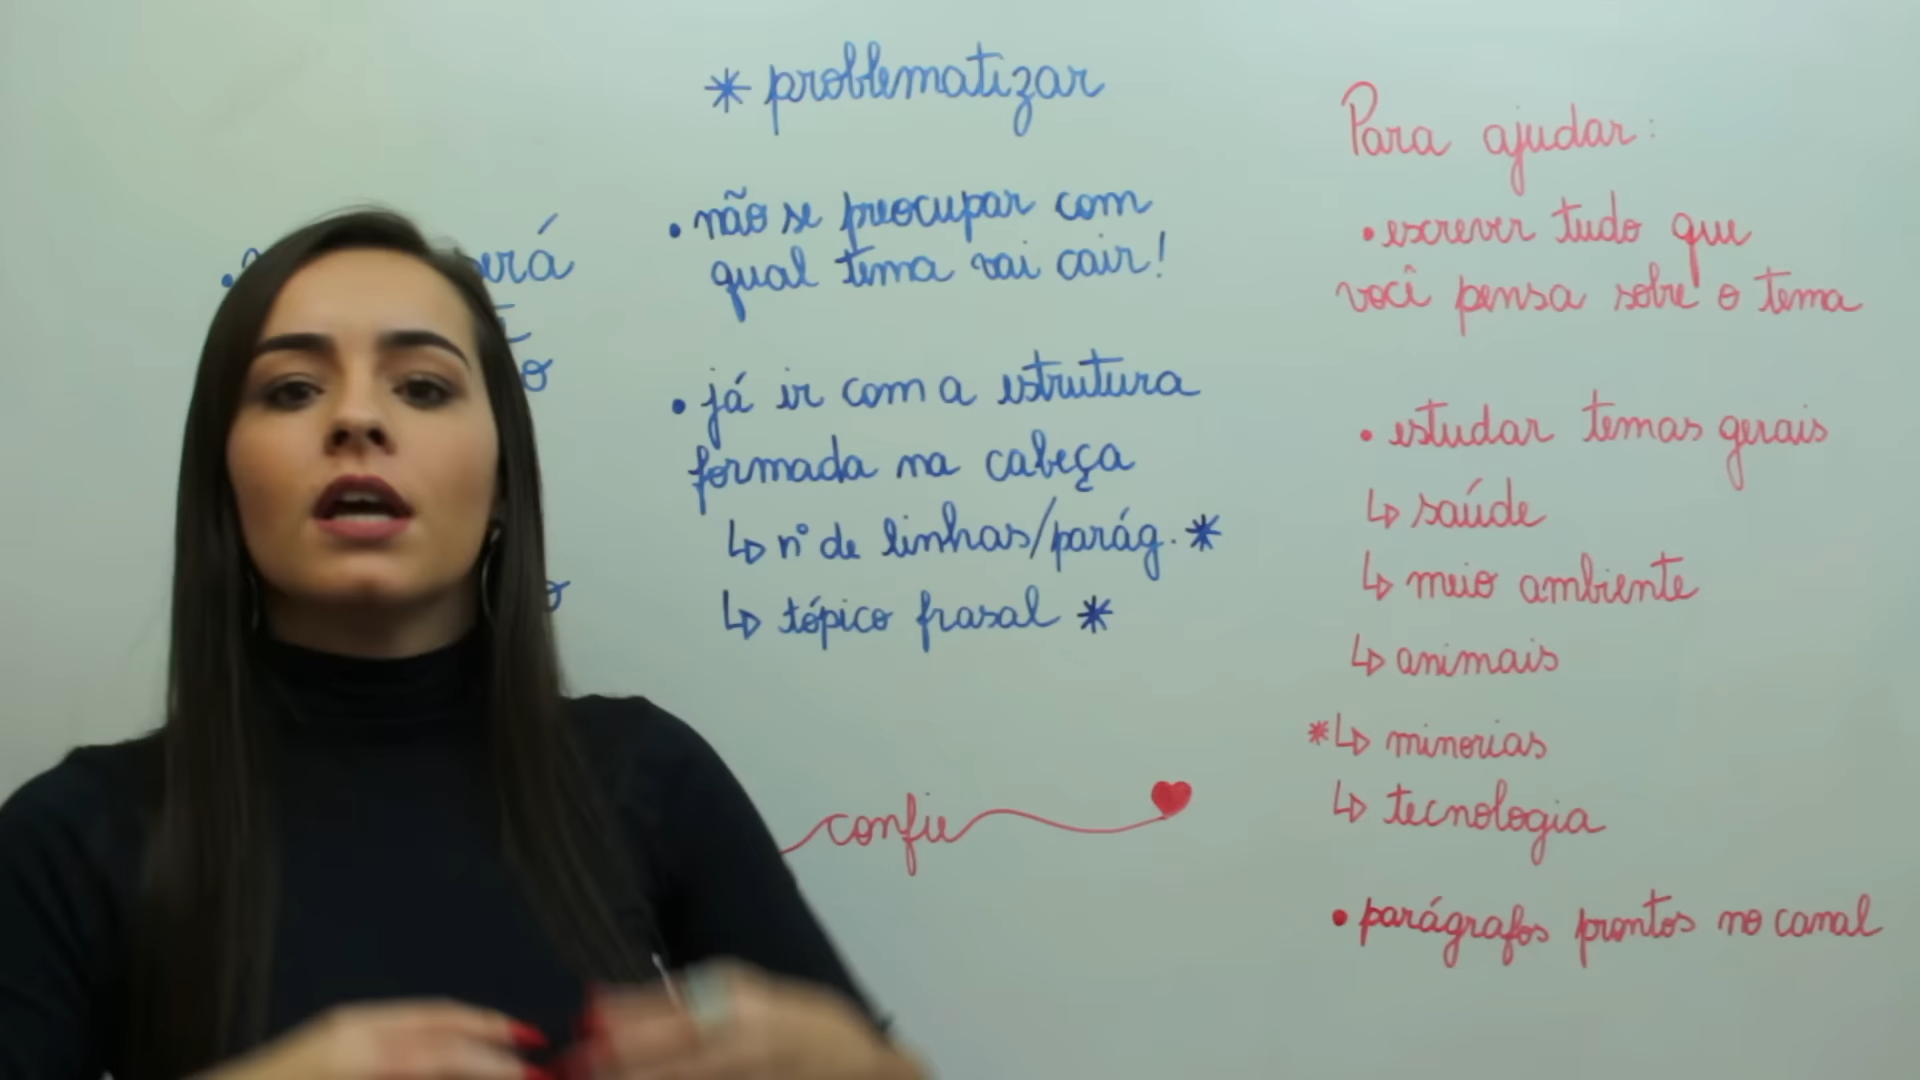 * problematizar
• não se preocupar com
qual tema vai cair!
• já ir com a estrutura
formada na cabeça
↳ nº de linhas/parág. *
↳ tópico frasal *
confie
Para ajudar:
• escrever tudo que
você pensa sobre o tema
• estudar temas gerais
↳ saúde
↳ meio ambiente
↳ animais
* ↳ minorias
↳ tecnologia
• parágrafos prontos no canal